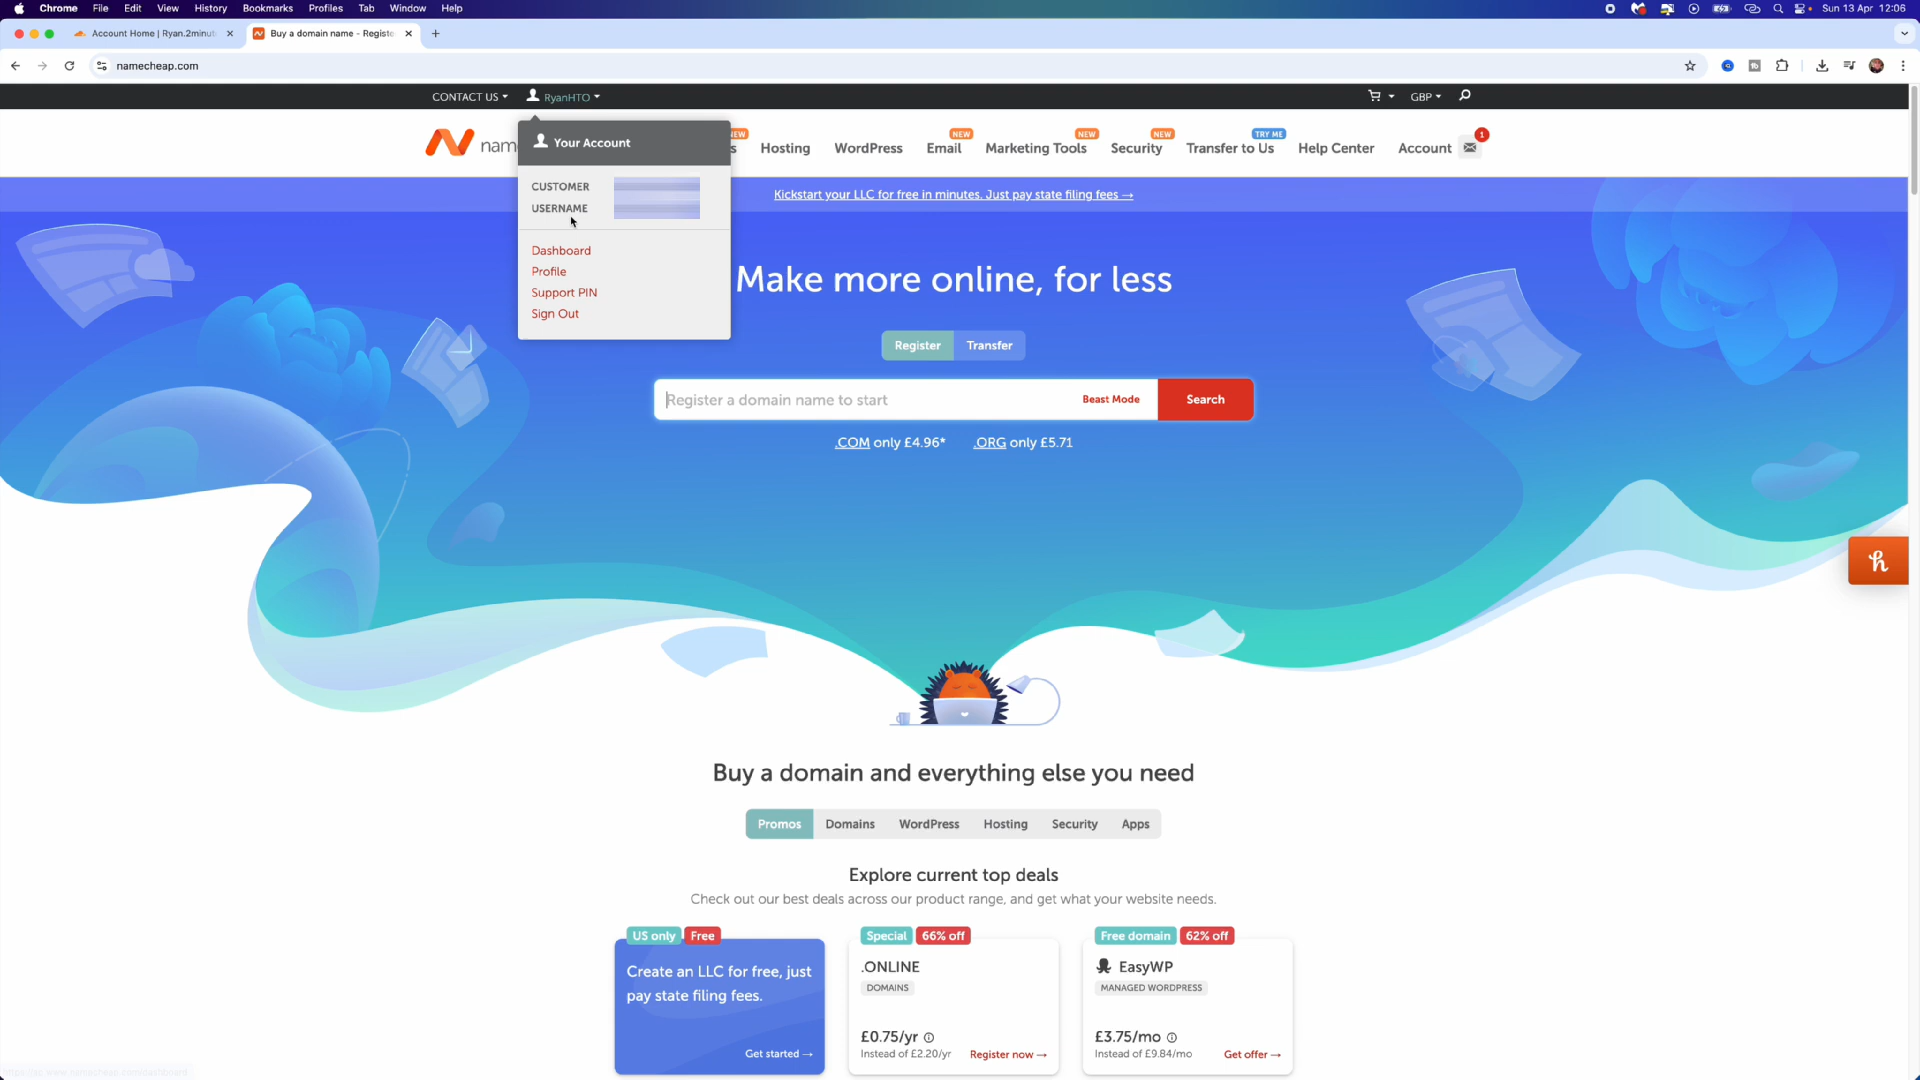 Chrome File Edit View History Bookmarks Profiles Tab Window Help
Sun 13 Apr 12:06
Account Home | Ryan.2minut
Buy a domain name - Registe
namecheap.com
CONTACT US
RyanHTO
GBP
name
Your Account
CUSTOMER
USERNAME
Dashboard
Profile
Support PIN
Sign Out
NEW
Hosting
WordPress
NEW
Email
NEW
Marketing Tools
NEW
Security
TRY ME
Transfer to Us
Help Center
Account
1
Kickstart your LLC for free in minutes. Just pay state filing fees →
Make more online, for less
Register
Transfer
Register a domain name to start
Beast Mode
Search
.COM only £4.96*
.ORG only £5.71
h
Buy a domain and everything else you need
Promos
Domains
WordPress
Hosting
Security
Apps
Explore current top deals
Check out our best deals across our product range, and get what your website needs.
US only
Free
Create an LLC for free, just
pay state filing fees.
Get started →
Special
66% off
.ONLINE
DOMAINS
£0.75/yr
Instead of £2.20/yr
Register now →
Free domain
62% off
EasyWP
MANAGED WORDPRESS
£3.75/mo
Instead of £9.84/mo
Get offer →